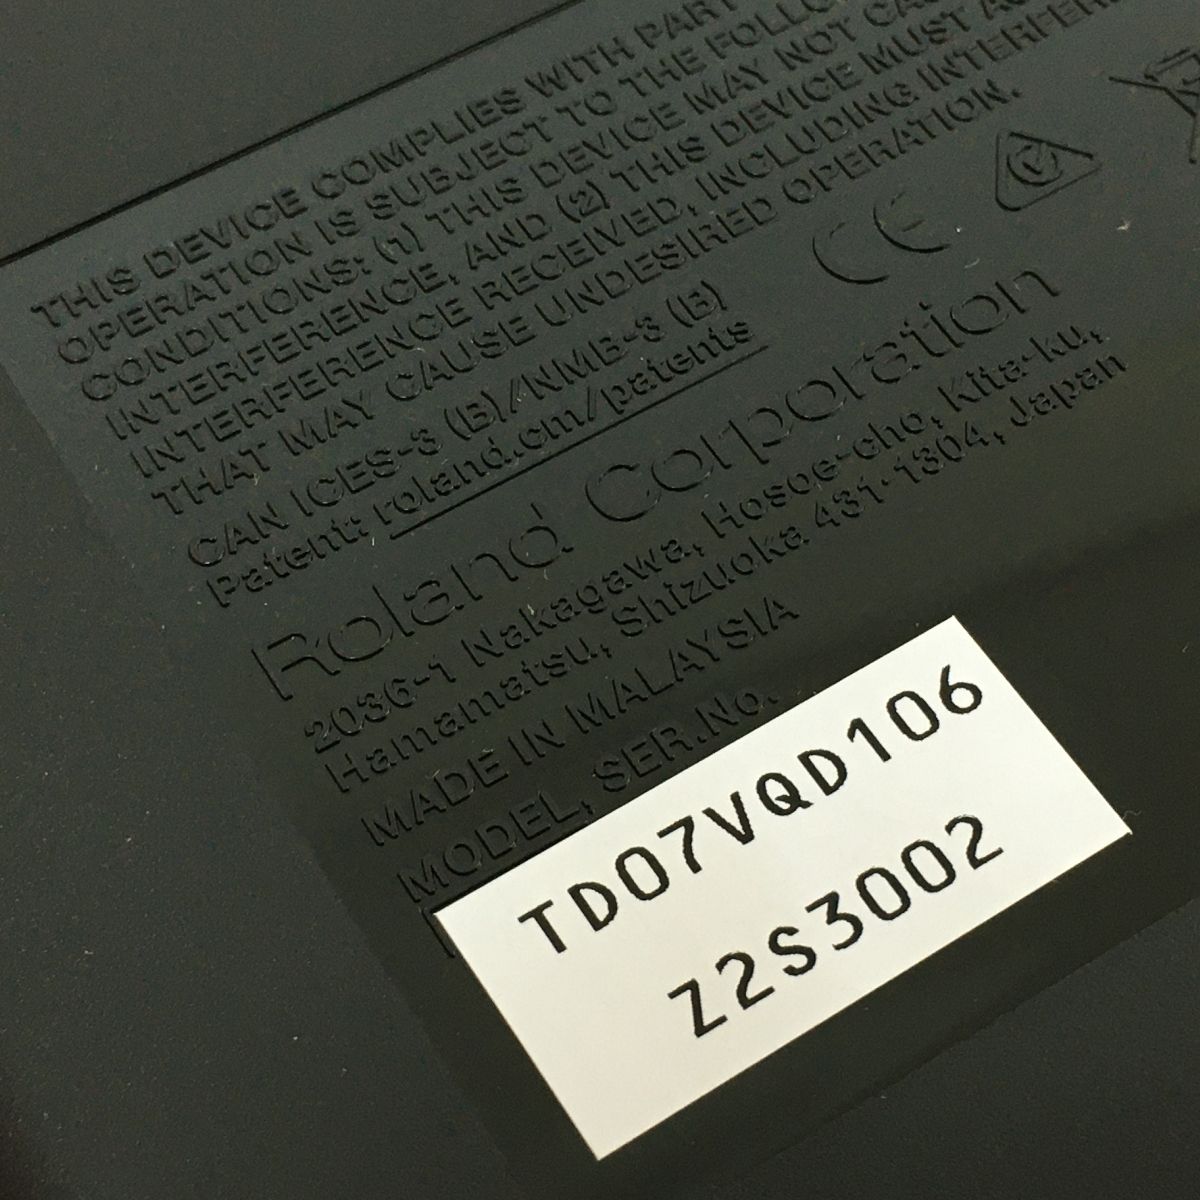 THIS DEVICE COMPLIES WITH PART
OPERATION IS SUBJECT TO THE
CONDITIONS: (1) THIS DEVICE MAY NOT
INTERFERENCE, AND (2) THIS DEVICE MUST
INTERFERENCE RECEIVED, INCLUDING
THAT MAY CAUSE UNDESIRED OPERATION.
CAN ICES-3 (B)/NMB-3 (B)
Patent: roland.cm/patents
CE
Roland Corporation
2036-1 Nakagawa, Hosoe-cho, Kita-ku,
Hamamatsu, Shizuoka 431-1304, Japan
MADE IN MALAYSIA
MODEL, SER.No.
TD07VQD106
Z2S3002